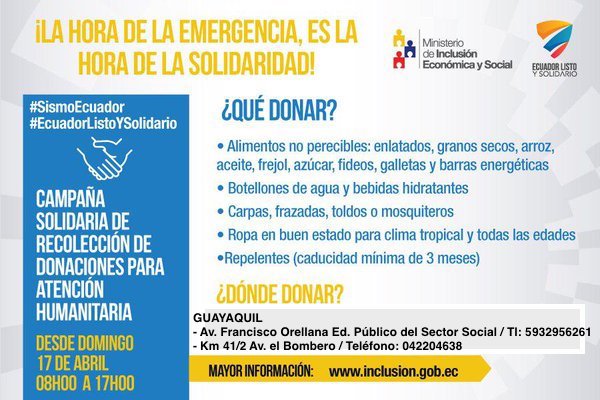 ¡LA HORA DE LA EMERGENCIA, ES LA
HORA DE LA SOLIDARIDAD!
Ministerio
de Inclusión
Económica y Social
ECUADOR LISTO
Y SOLIDARIO
#SismoEcuador
#EcuadorListoYSolidario
CAMPAÑA
SOLIDARIA DE
RECOLECCIÓN DE
DONACIONES PARA
ATENCIÓN
HUMANITARIA
DESDE DOMINGO
17 DE ABRIL
08H00 A 17H00
¿QUÉ DONAR?
• Alimentos no perecibles: enlatados, granos secos, arroz,
aceite, frejol, azúcar, fideos, galletas y barras energéticas
• Botellones de agua y bebidas hidratantes
• Carpas, frazadas, toldos o mosquiteros
• Ropa en buen estado para clima tropical y todas las edades
•Repelentes (caducidad mínima de 3 meses)
¿DÓNDE DONAR?
GUAYAQUIL
- Av. Francisco Orellana Ed. Público del Sector Social / Tl: 5932956261
- Km 41/2 Av. el Bombero / Teléfono: 042204638
MAYOR INFORMACIÓN: www.inclusion.gob.ec